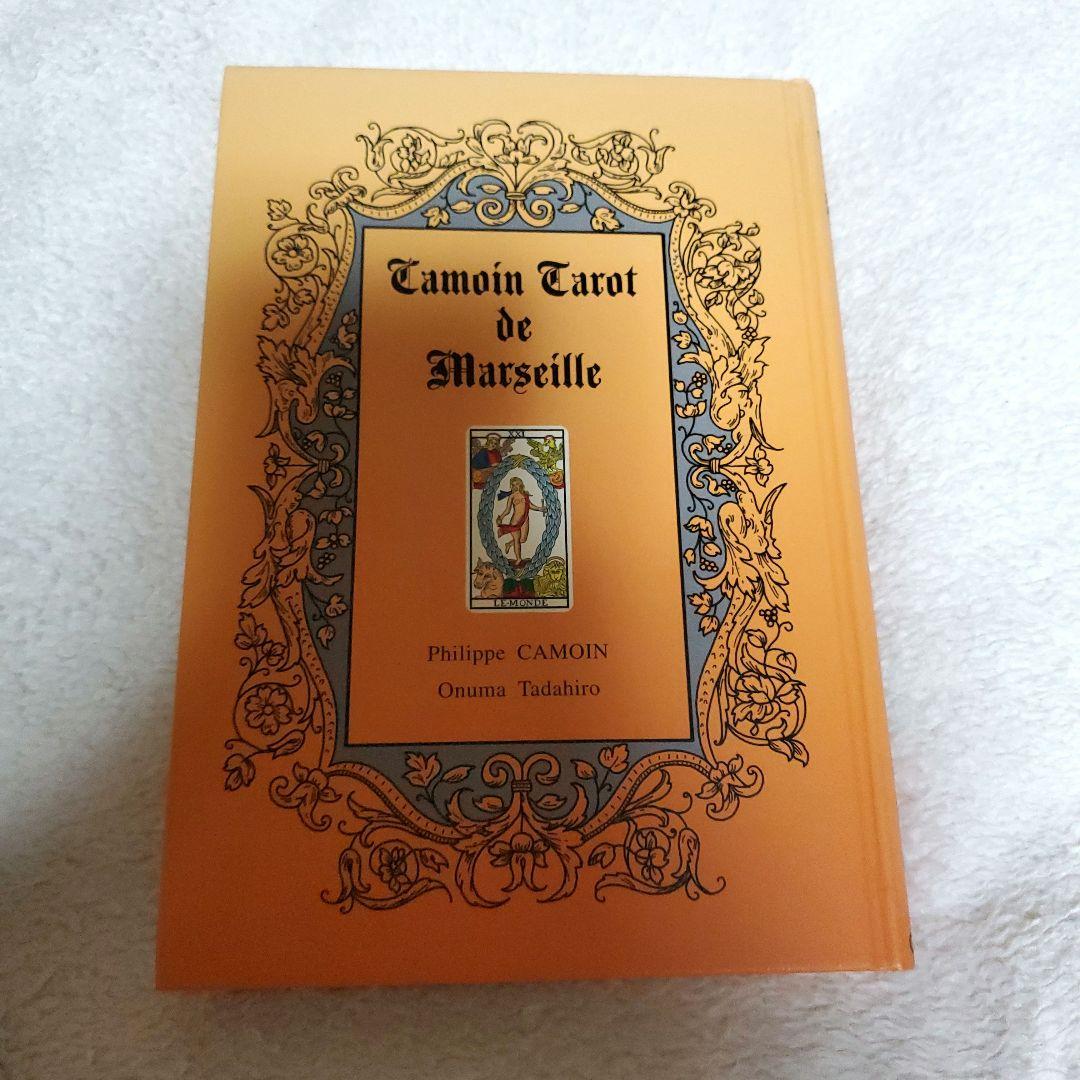 Camoin Tarot
de
Marseille
XXI
LE·MONDE
Philippe CAMOIN
Onuma Tadahiro